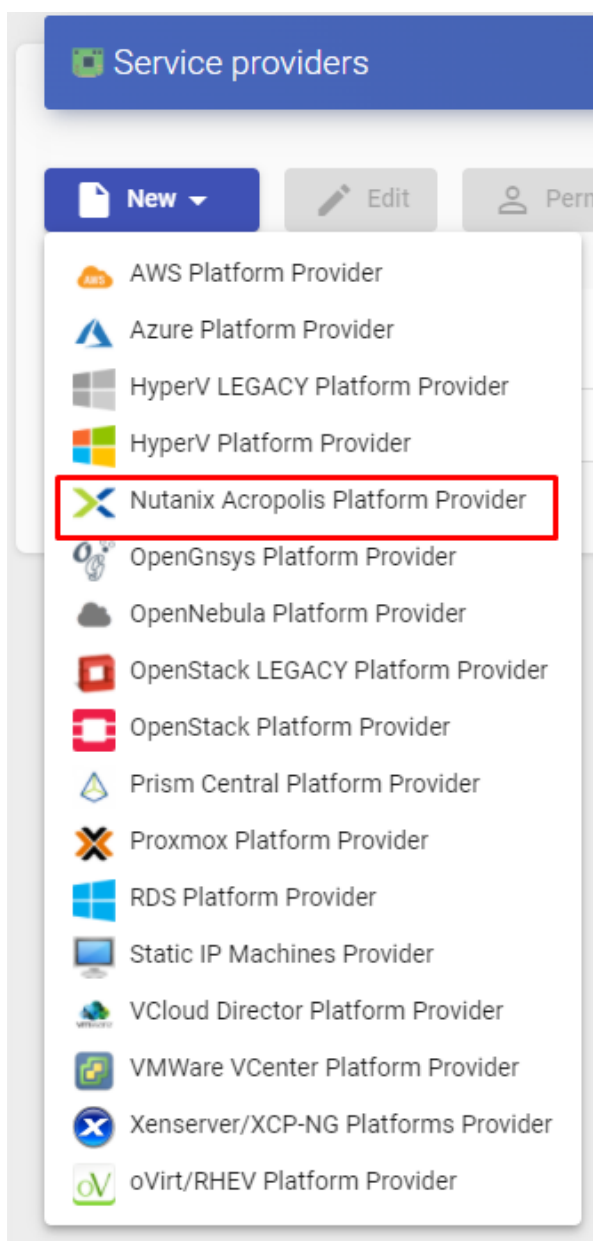 Service providers
New
Edit
Perm
AWS Platform Provider
Azure Platform Provider
HyperV LEGACY Platform Provider
HyperV Platform Provider
Nutanix Acropolis Platform Provider
OpenGnsys Platform Provider
OpenNebula Platform Provider
OpenStack LEGACY Platform Provider
OpenStack Platform Provider
Prism Central Platform Provider
Proxmox Platform Provider
RDS Platform Provider
Static IP Machines Provider
VCloud Director Platform Provider
VMWare VCenter Platform Provider
Xenserver/XCP-NG Platforms Provider
oVirt/RHEV Platform Provider